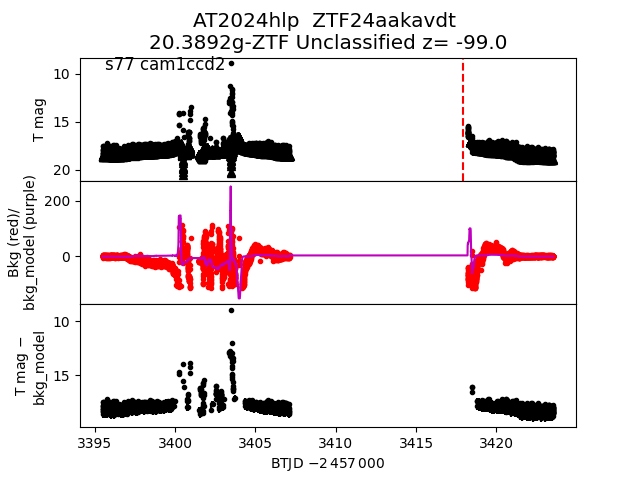 AT2024hlp  ZTF24aakavdt
20.3892g-ZTF Unclassified z= -99.0
s77 cam1ccd2
T mag
10
15
20
Bkg (red)/
bkg_model (purple)
200
0
T mag −
bkg_model
10
15
3395 3400 3405 3410 3415 3420
BTJD −2 457 000